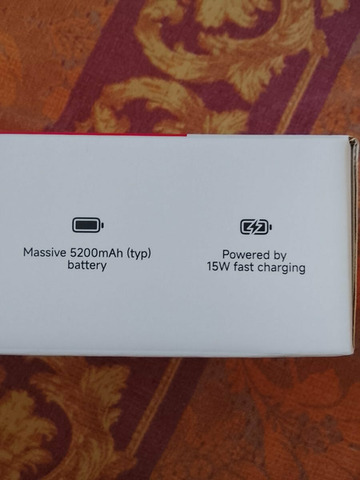 Massive 5200mAh (typ)
battery
Powered by
15W fast charging